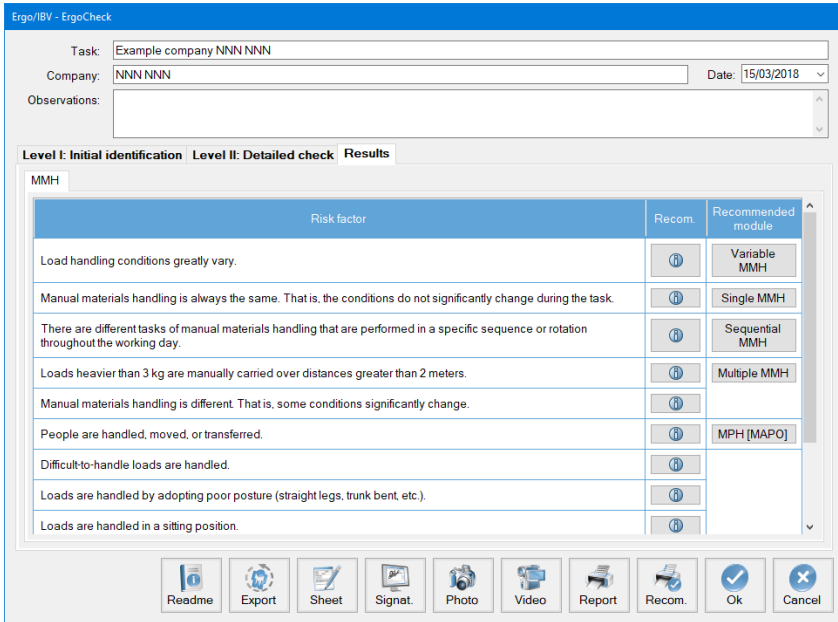 Ergo/IBV - ErgoCheck
Task: Example company NNN NNN
Company: NNN NNN Date: 15/03/2018
Observations:
Level I: Initial identification Level II: Detailed check Results
MMH
Risk factor Recom. Recommended
module
Load handling conditions greatly vary. Variable
MMH
Manual materials handling is always the same. That is, the conditions do not significantly change during the task. Single MMH
There are different tasks of manual materials handling that are performed in a specific sequence or rotation
throughout the working day. Sequential
MMH
Loads heavier than 3 kg are manually carried over distances greater than 2 meters. Multiple MMH
Manual materials handling is different. That is, some conditions significantly change.
People are handled, moved, or transferred. MPH [MAPO]
Difficult-to-handle loads are handled.
Loads are handled by adopting poor posture (straight legs, trunk bent, etc.).
Loads are handled in a sitting position.
Readme Export Sheet Signat. Photo Video Report Recom. Ok Cancel